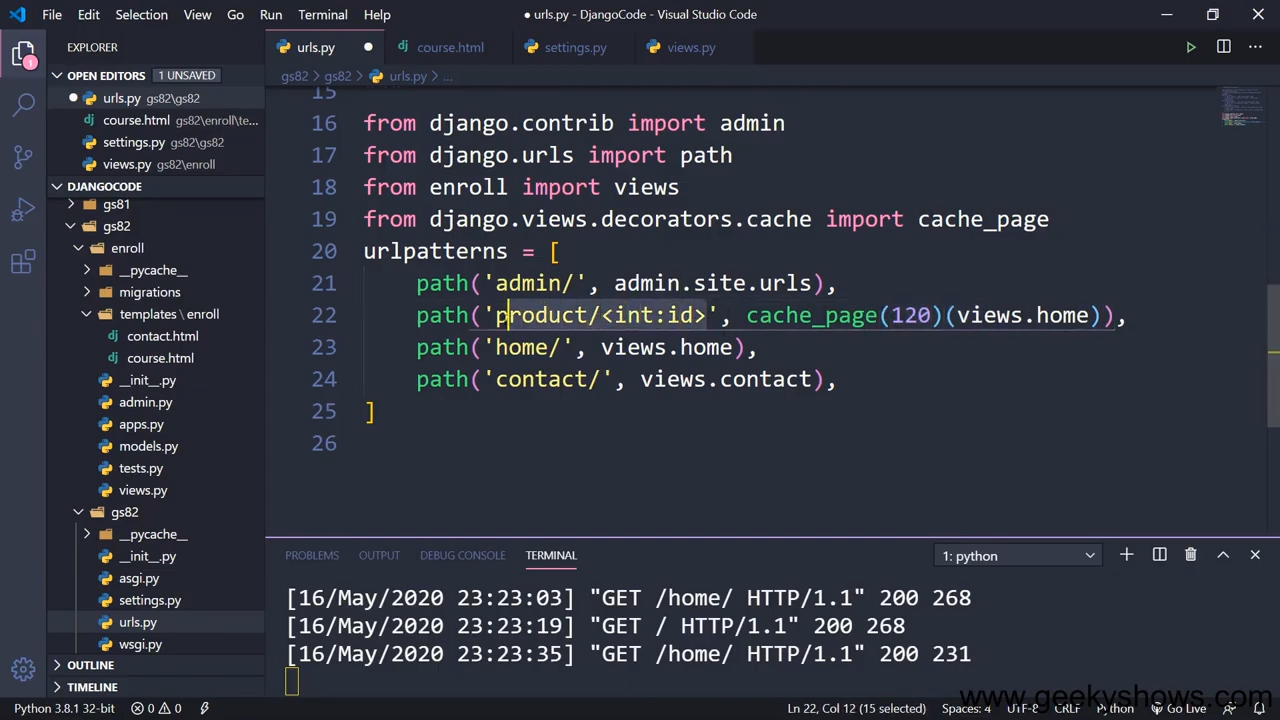 File Edit Selection View Go Run Terminal Help
● urls.py - DjangoCode - Visual Studio Code
EXPLORER
OPEN EDITORS 1 UNSAVED
urls.py gs82\gs82
course.html gs82\enroll\te...
settings.py gs82\gs82
views.py gs82\enroll
DJANGOCODE
gs81
gs82
enroll
__pycache__
migrations
templates \ enroll
contact.html
course.html
__init__.py
admin.py
apps.py
models.py
tests.py
views.py
gs82
__pycache__
__init__.py
asgi.py
settings.py
urls.py
wsgi.py
OUTLINE
TIMELINE
urls.py course.html settings.py views.py
gs82 > gs82 > urls.py > ...
15
16 from django.contrib import admin
17 from django.urls import path
18 from enroll import views
19 from django.views.decorators.cache import cache_page
20 urlpatterns = [
21 path('admin/', admin.site.urls),
22 path('product/<int:id>', cache_page(120)(views.home)),
23 path('home/', views.home),
24 path('contact/', views.contact),
25 ]
26
PROBLEMS OUTPUT DEBUG CONSOLE TERMINAL 1: python
[16/May/2020 23:23:03] "GET /home/ HTTP/1.1" 200 268
[16/May/2020 23:23:19] "GET / HTTP/1.1" 200 268
[16/May/2020 23:23:35] "GET /home/ HTTP/1.1" 200 231
www.geekyshows.com
1
Python 3.8.1 32-bit 0 0 Ln 22, Col 12 (15 selected) Spaces: 4 UTF-8 CRLF Python Go Live